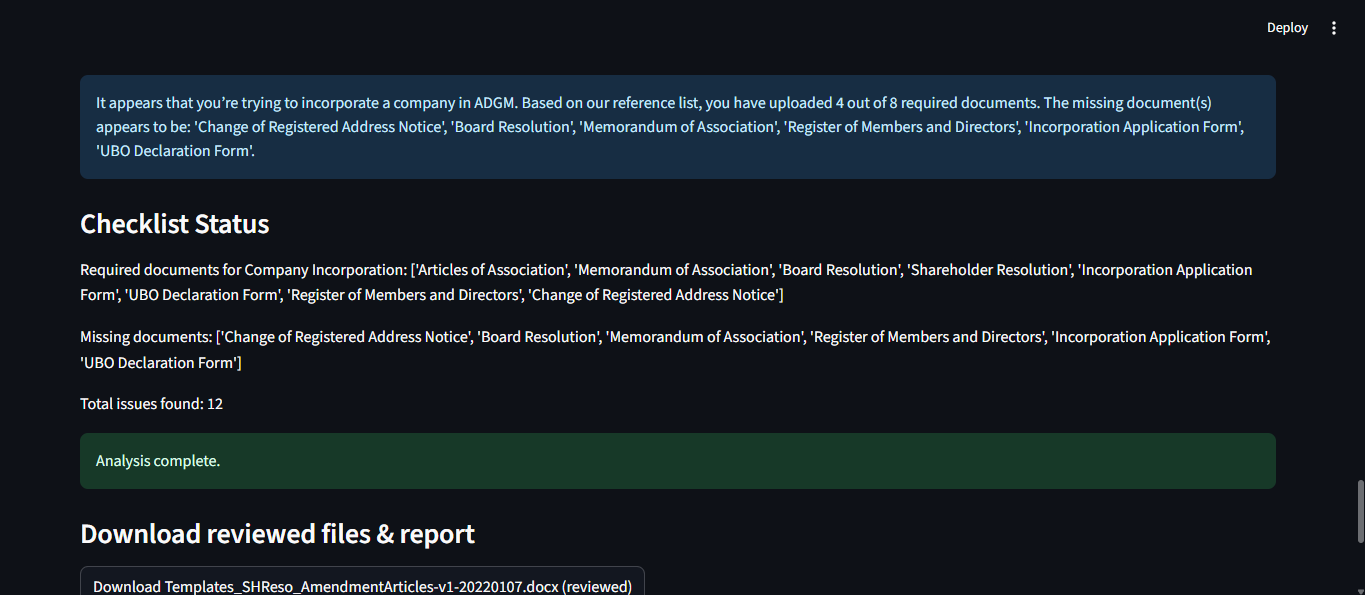 Deploy
It appears that you’re trying to incorporate a company in ADGM. Based on our reference list, you have uploaded 4 out of 8 required documents. The missing document(s)
appears to be: 'Change of Registered Address Notice', 'Board Resolution', 'Memorandum of Association', 'Register of Members and Directors', 'Incorporation Application Form',
'UBO Declaration Form'.
Checklist Status
Required documents for Company Incorporation: ['Articles of Association', 'Memorandum of Association', 'Board Resolution', 'Shareholder Resolution', 'Incorporation Application
Form', 'UBO Declaration Form', 'Register of Members and Directors', 'Change of Registered Address Notice']
Missing documents: ['Change of Registered Address Notice', 'Board Resolution', 'Memorandum of Association', 'Register of Members and Directors', 'Incorporation Application Form',
'UBO Declaration Form']
Total issues found: 12
Analysis complete.
Download reviewed files & report
Download Templates_SHReso_AmendmentArticles-v1-20220107.docx (reviewed)